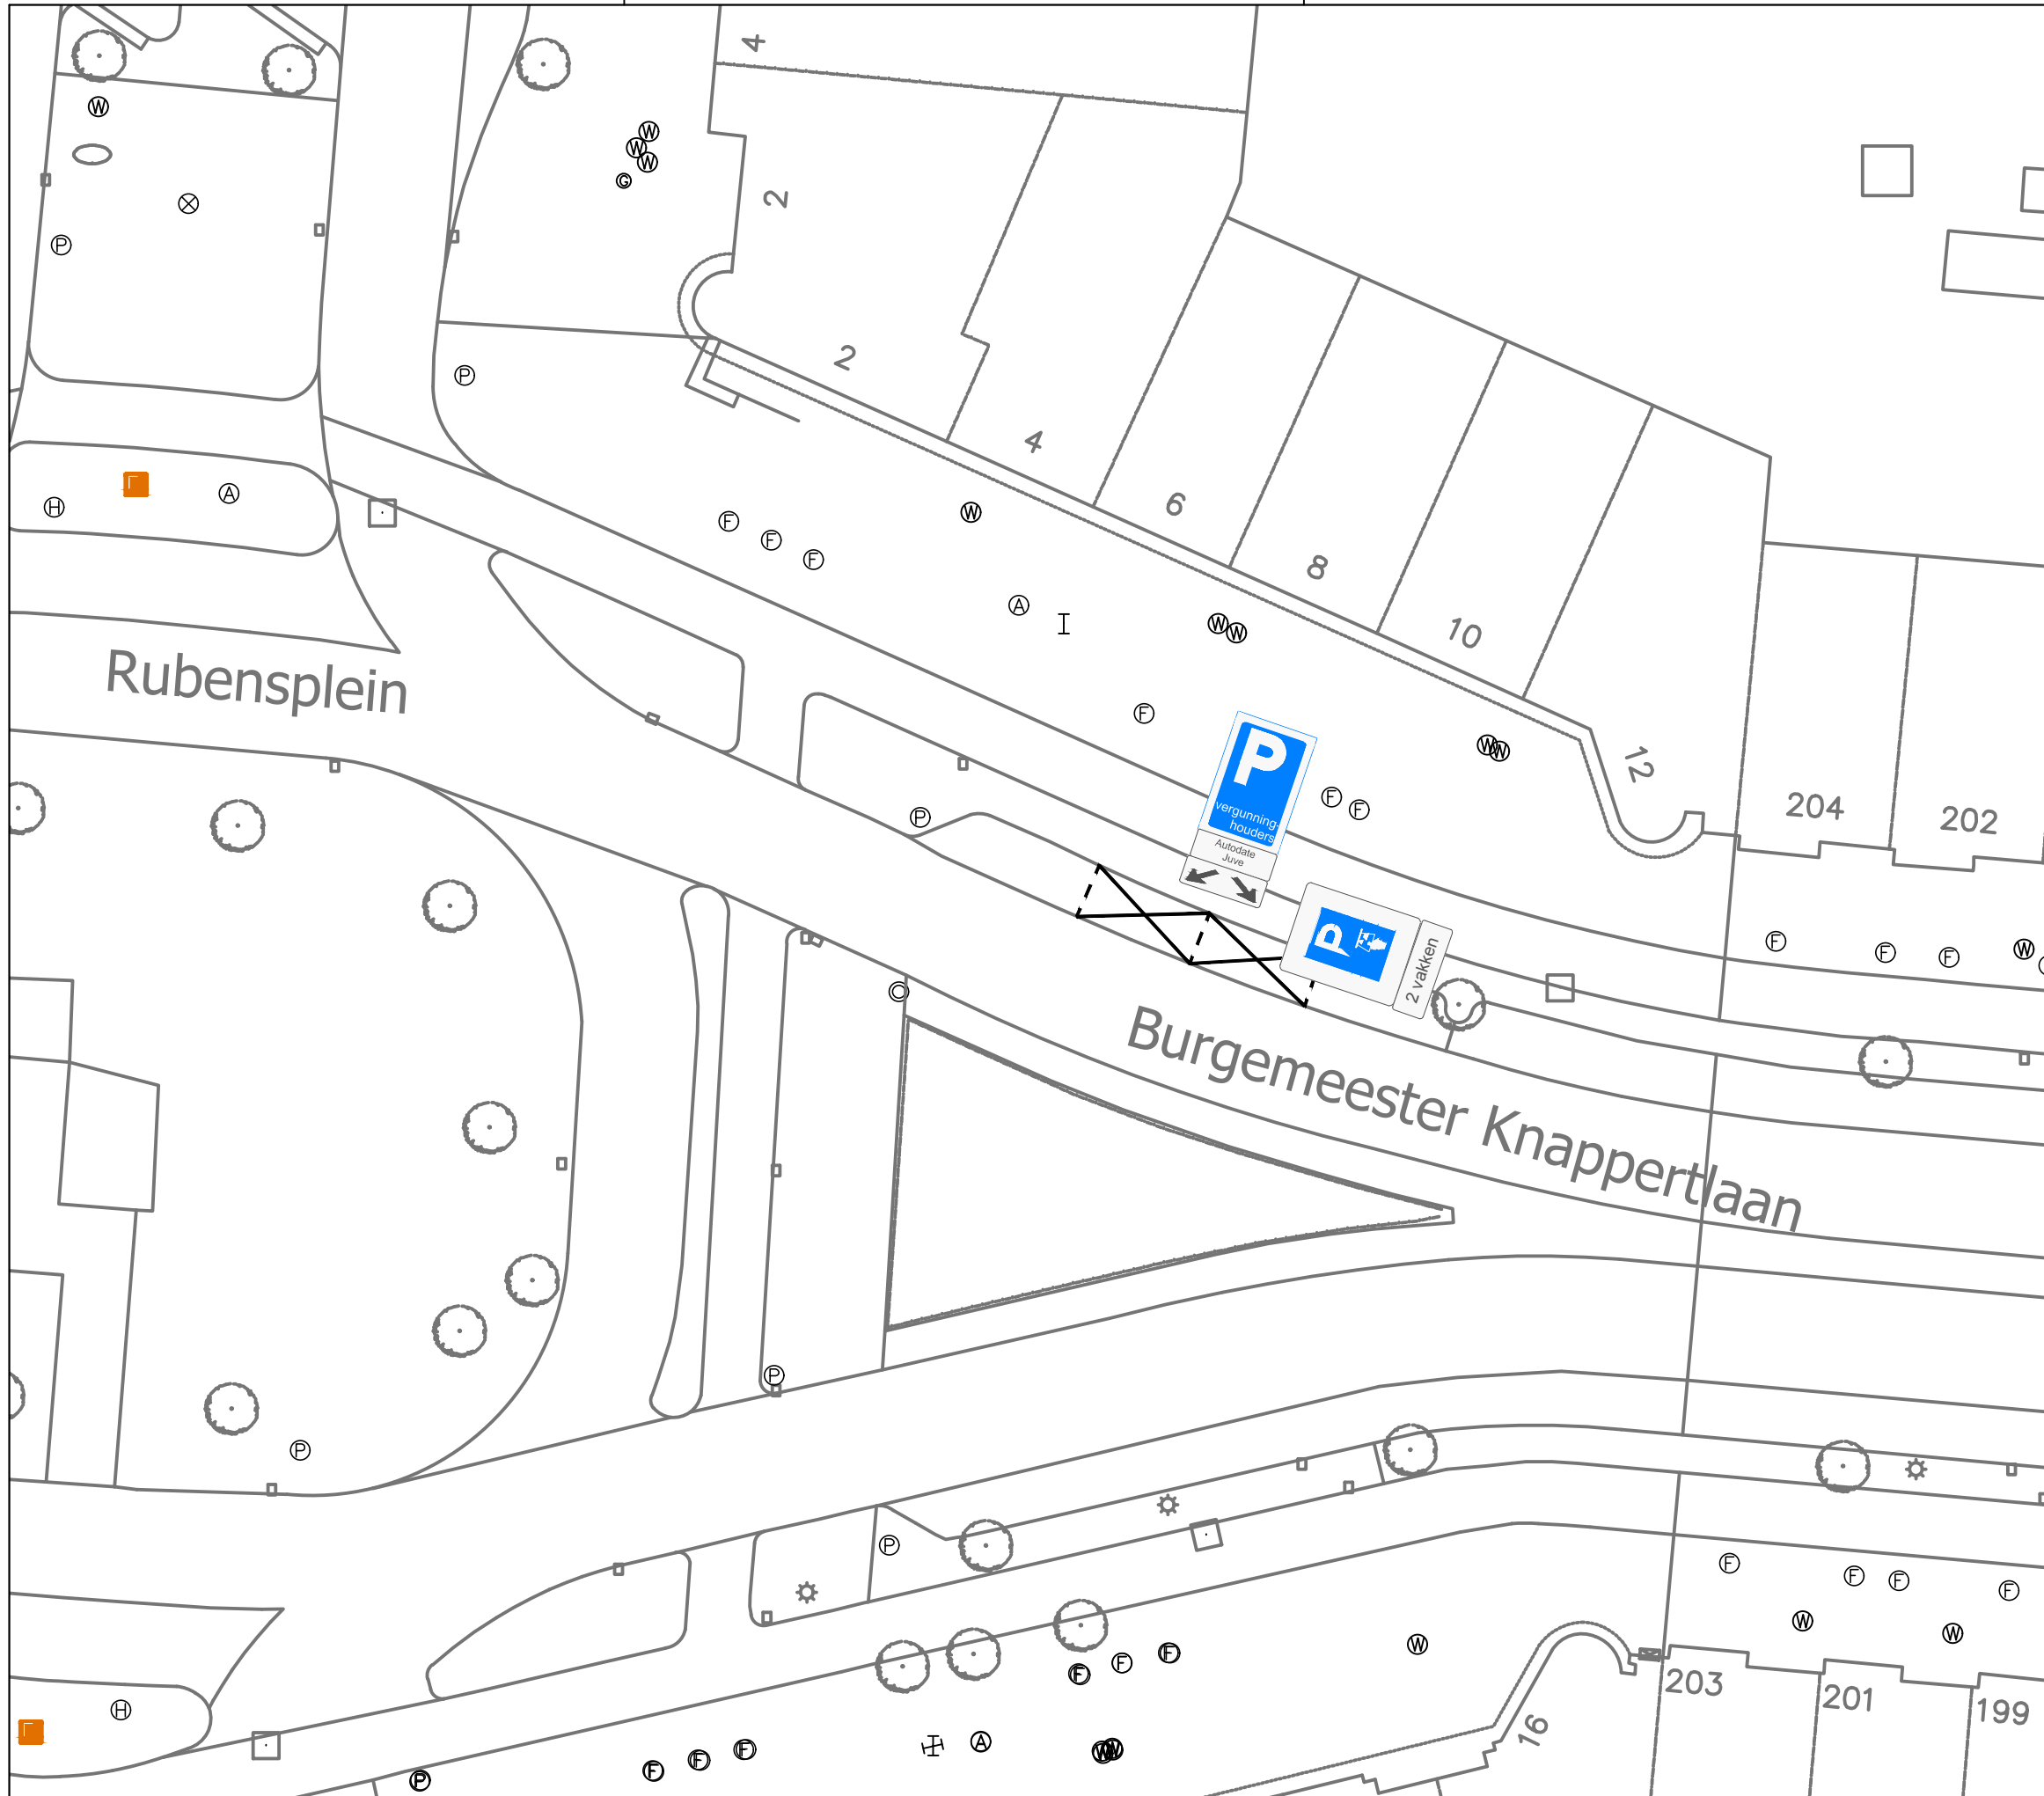 4
W
W
W
W
G
2
P
2
P
4
H
A
6
W
F
F
F
8
A
I
W
W
10
Rubensplein
F
W
W
12
P
vergunning-
houders
Autodate
Juve
F
F
204
202
P
P
2 vakken
F
F
F
W
Burgemeester Knappertlaan
P
P
P
F
F
F
F
W
W
W
F
F
F
203
201
199
H
16
A
W
W
F
F
F
P